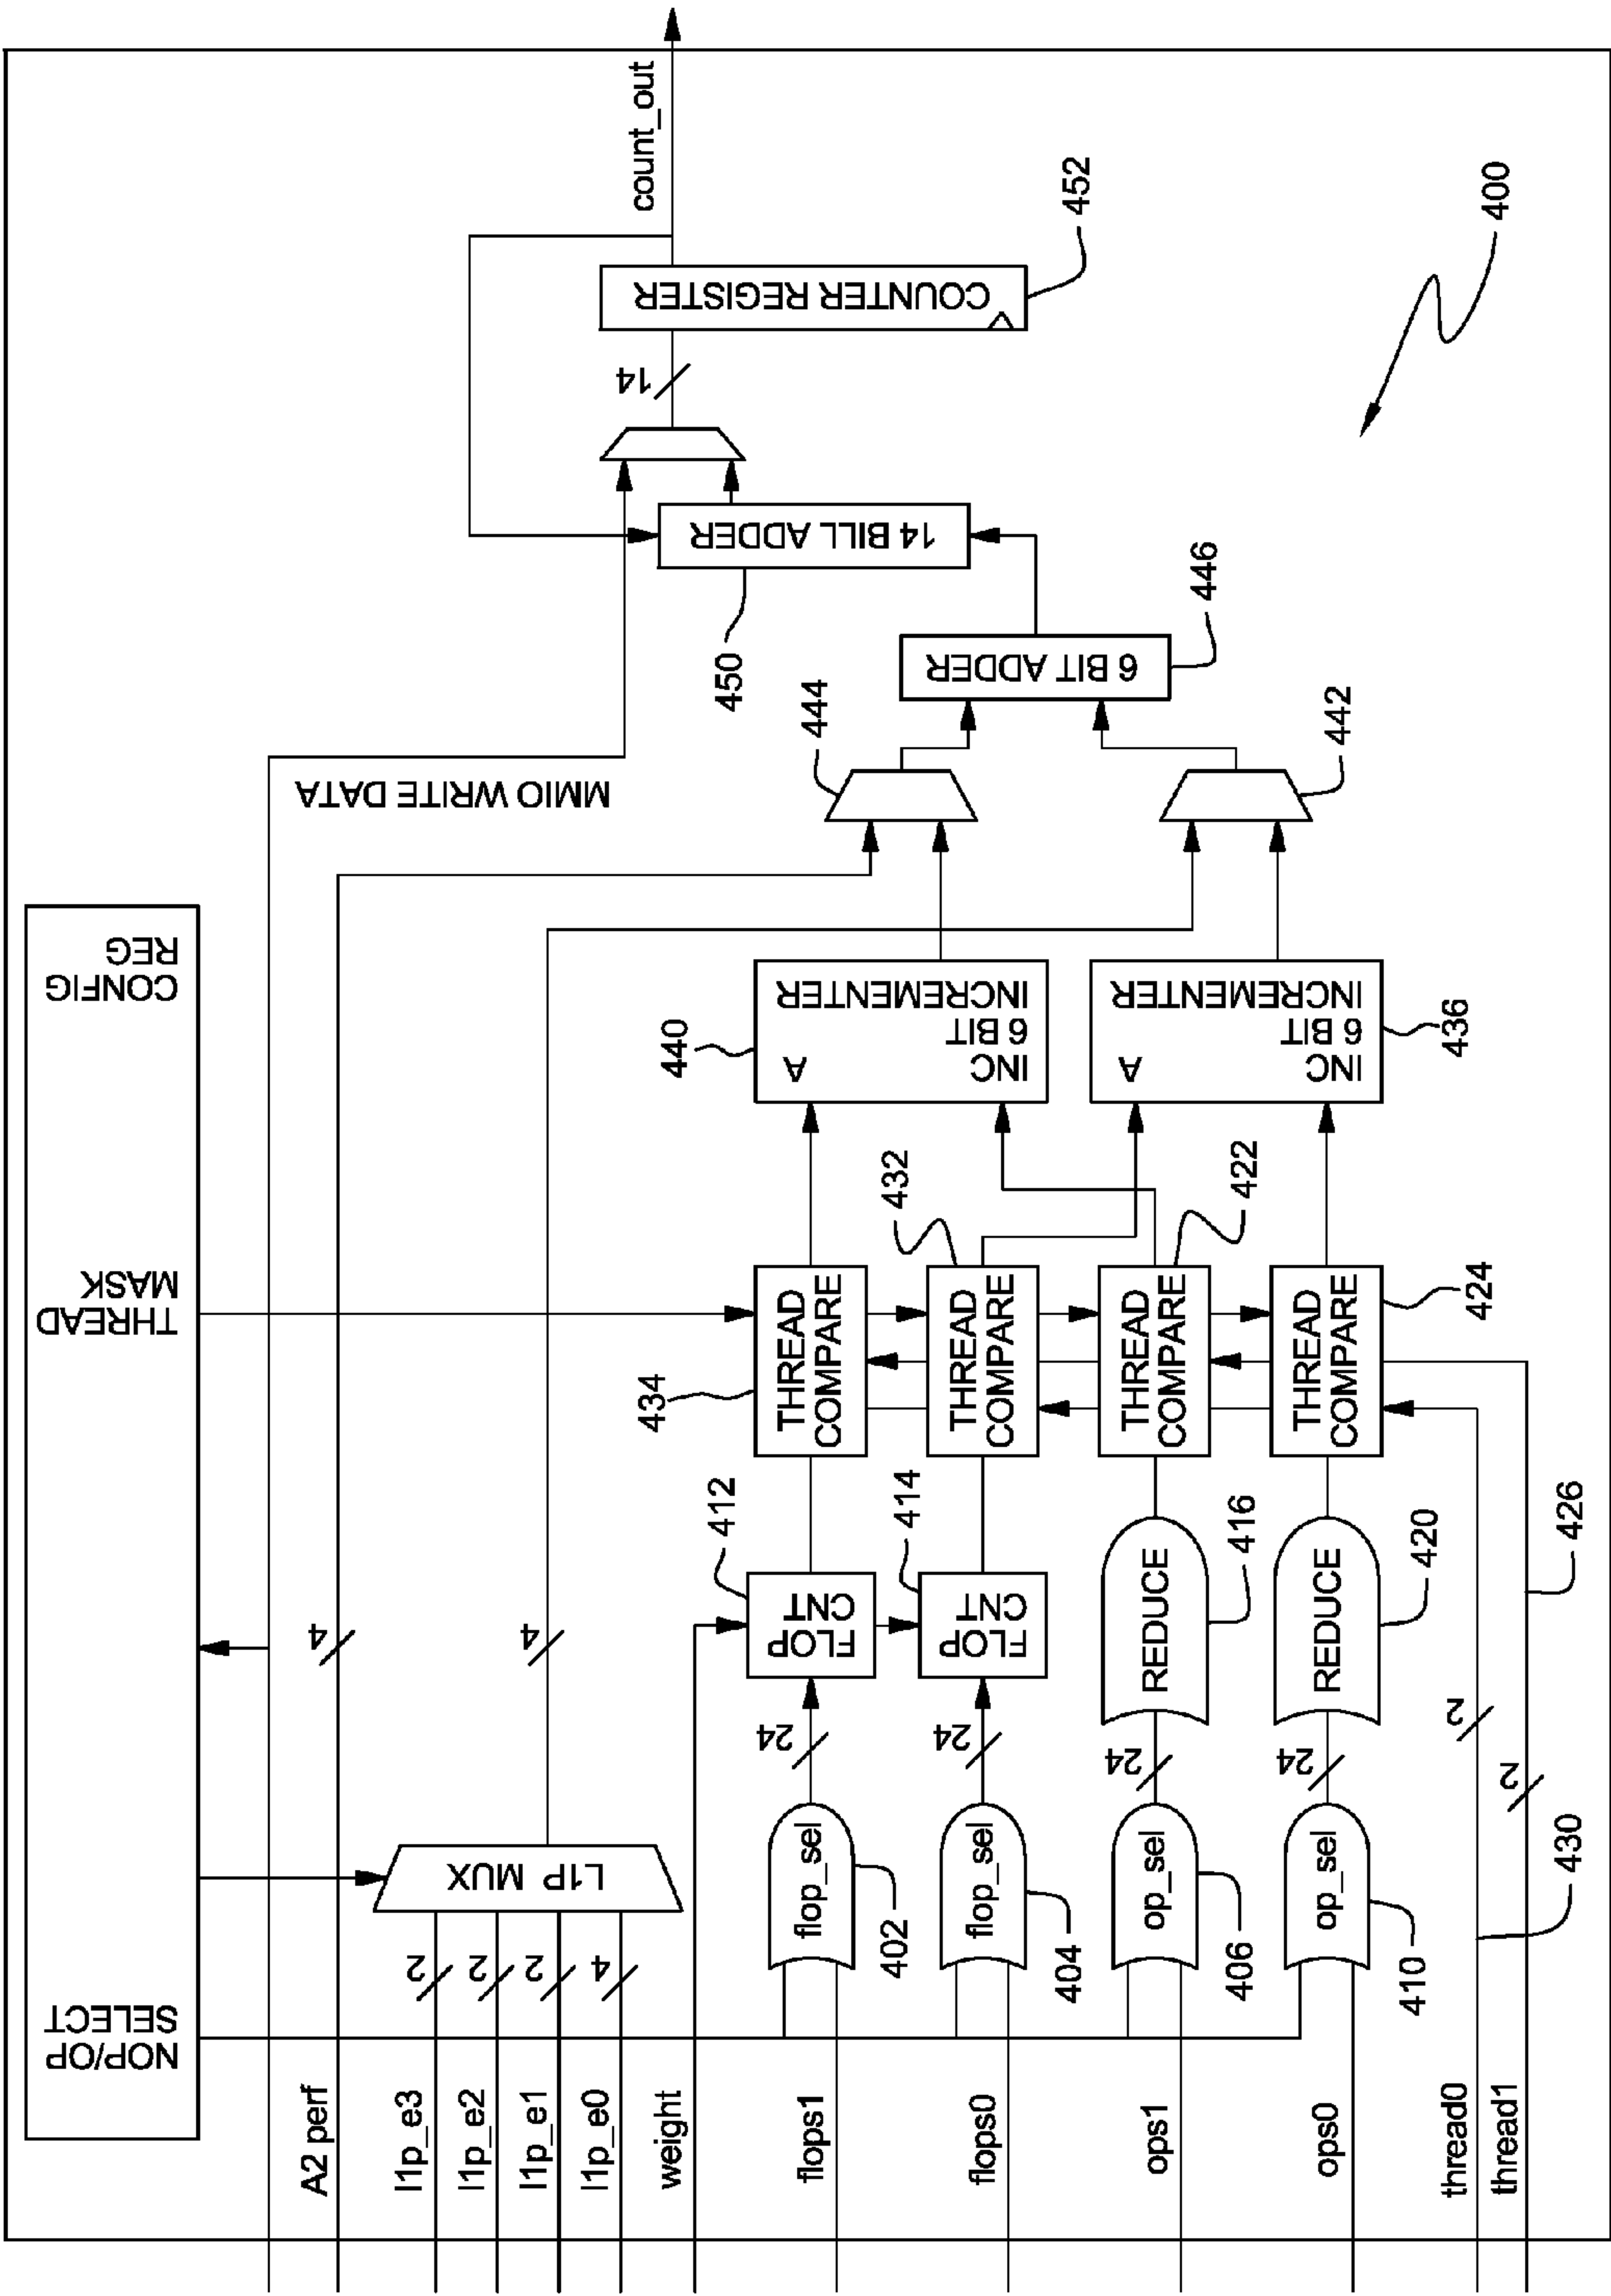 NOP/OP
SELECT
THREAD
MASK
CONFIG
REG
MMIO WRITE DATA
A2 perf
4
l1p_e3
2
l1p_e2
2
l1p_e1
2
l1p_e0
4
L1P MUX
4
weight
flops1
flop_sel
402
24
FLOP
CNT
412
THREAD
COMPARE
434
INC
6 BIT
INCREMENTER
A
440
444
flops0
flop_sel
404
24
FLOP
CNT
414
THREAD
COMPARE
432
ops1
op_sel
406
24
REDUCE
416
THREAD
COMPARE
422
INC
6 BIT
INCREMENTER
A
436
442
ops0
op_sel
410
24
REDUCE
420
THREAD
COMPARE
424
thread0
2
430
thread1
2
426
6 BIT ADDER
446
14 BILL ADDER
450
14
COUNTER REGISTER
452
count_out
400